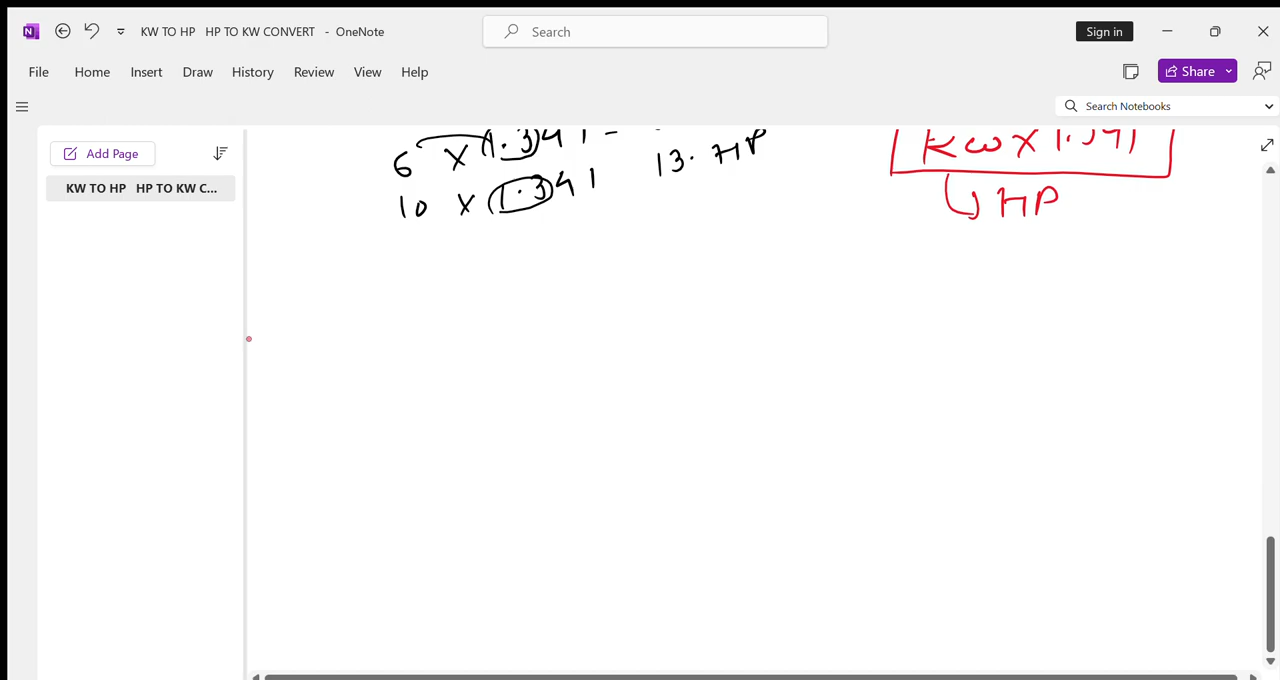 KW TO HP HP TO KW CONVERT - OneNote
Search
Sign in
File Home Insert Draw History Review View Help
Share
Search Notebooks
Add Page
KW TO HP HP TO KW C...
6 X 1.341 -
10 X 1.341 13. HP
KW X 1.341
HP